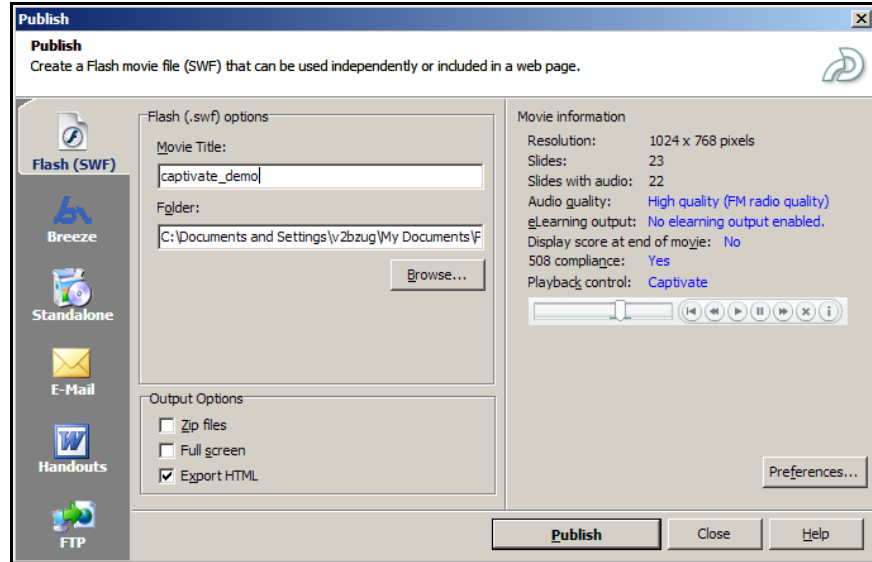 Publish
Publish
Create a Flash movie file (SWF) that can be used independently or included in a web page.
Flash (SWF)
Breeze
Standalone
E-Mail
Handouts
FTP
Flash (.swf) options
Movie Title:
captivate_demo
Folder:
C:\Documents and Settings\v2bzug\My Documents\F
Browse...
Output Options
Zip files
Full screen
Export HTML
Movie information
Resolution: 1024 x 768 pixels
Slides: 23
Slides with audio: 22
Audio quality: High quality (FM radio quality)
eLearning output: No elearning output enabled.
Display score at end of movie: No
508 compliance: Yes
Playback control: Captivate
Preferences...
Publish Close Help